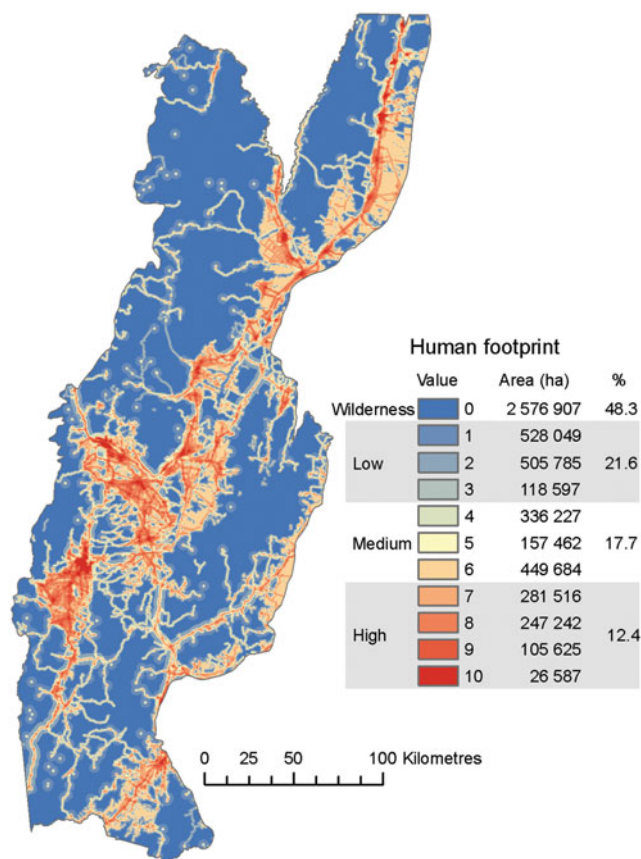 Human footprint
Value Area (ha) %
Wilderness 0 2 576 907 48.3
1 528 049
Low 2 505 785 21.6
3 118 597
4 336 227
Medium 5 157 462 17.7
6 449 684
7 281 516
8 247 242
High 9 105 625 12.4
10 26 587
0 25 50 100 Kilometres